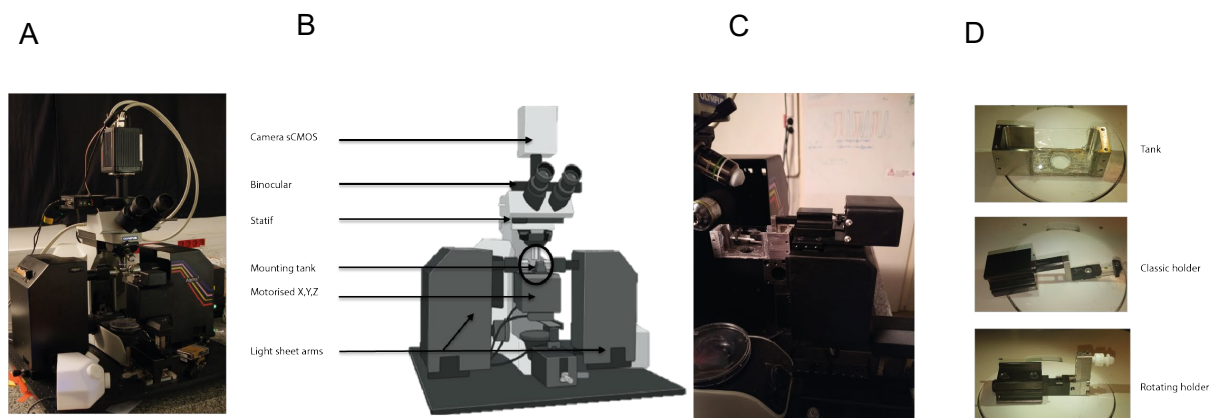 A
B
C
D
Camera sCMOS
Binocular
Statif
Mounting tank
Motorised X,Y,Z
Light sheet arms
Tank
Classic holder
Rotating holder